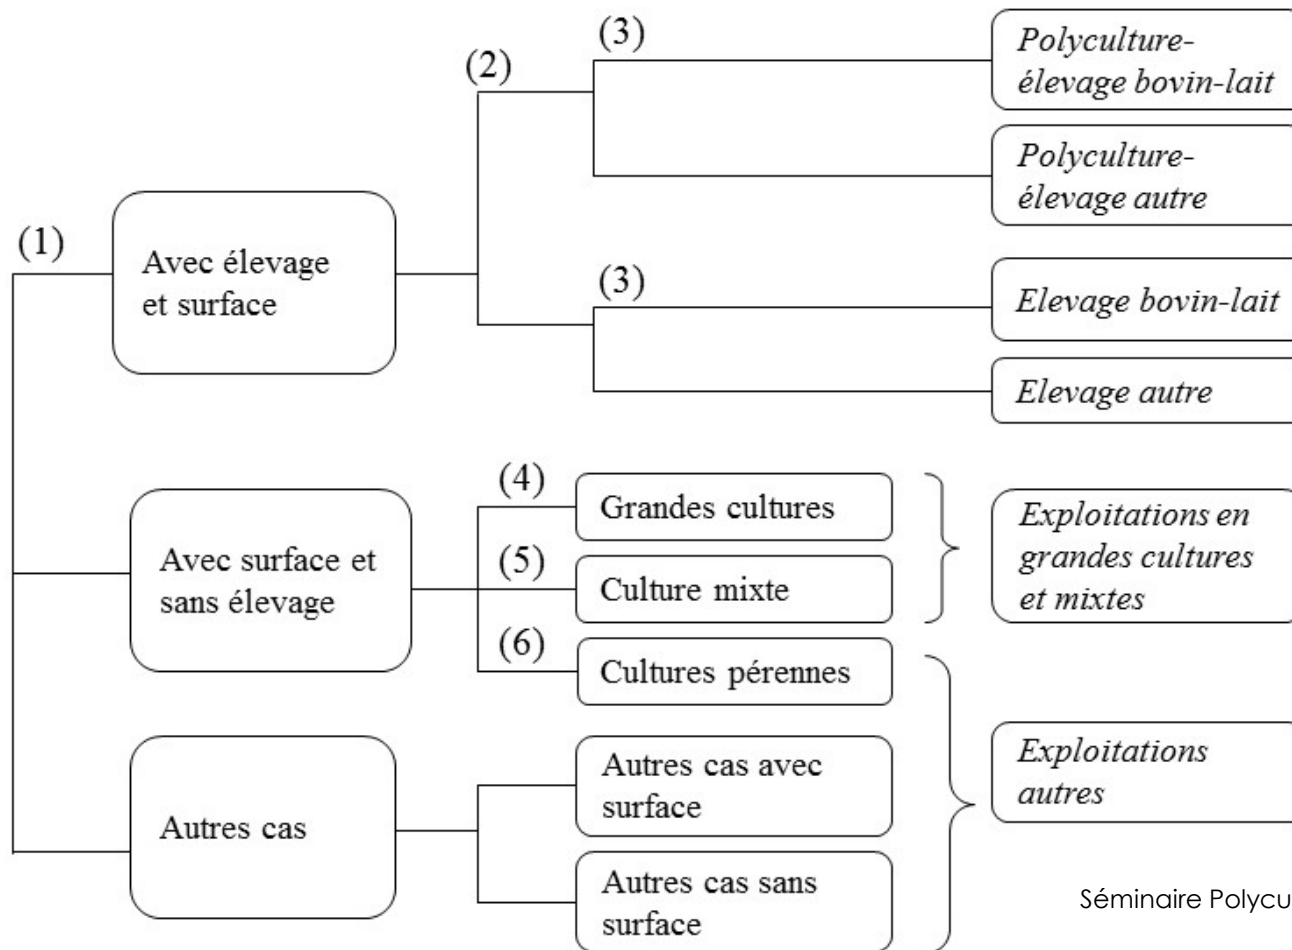 (3)
Polyculture-
élevage bovin-lait
(2)
Polyculture-
élevage autre
(1)
Avec élevage
et surface
(3)
Elevage bovin-lait
Elevage autre
(4)
Grandes cultures
Exploitations en
grandes cultures
et mixtes
Avec surface et
sans élevage
(5)
Culture mixte
(6)
Cultures pérennes
Autres cas avec
surface
Exploitations
autres
Autres cas
Autres cas sans
surface
Séminaire Polycu